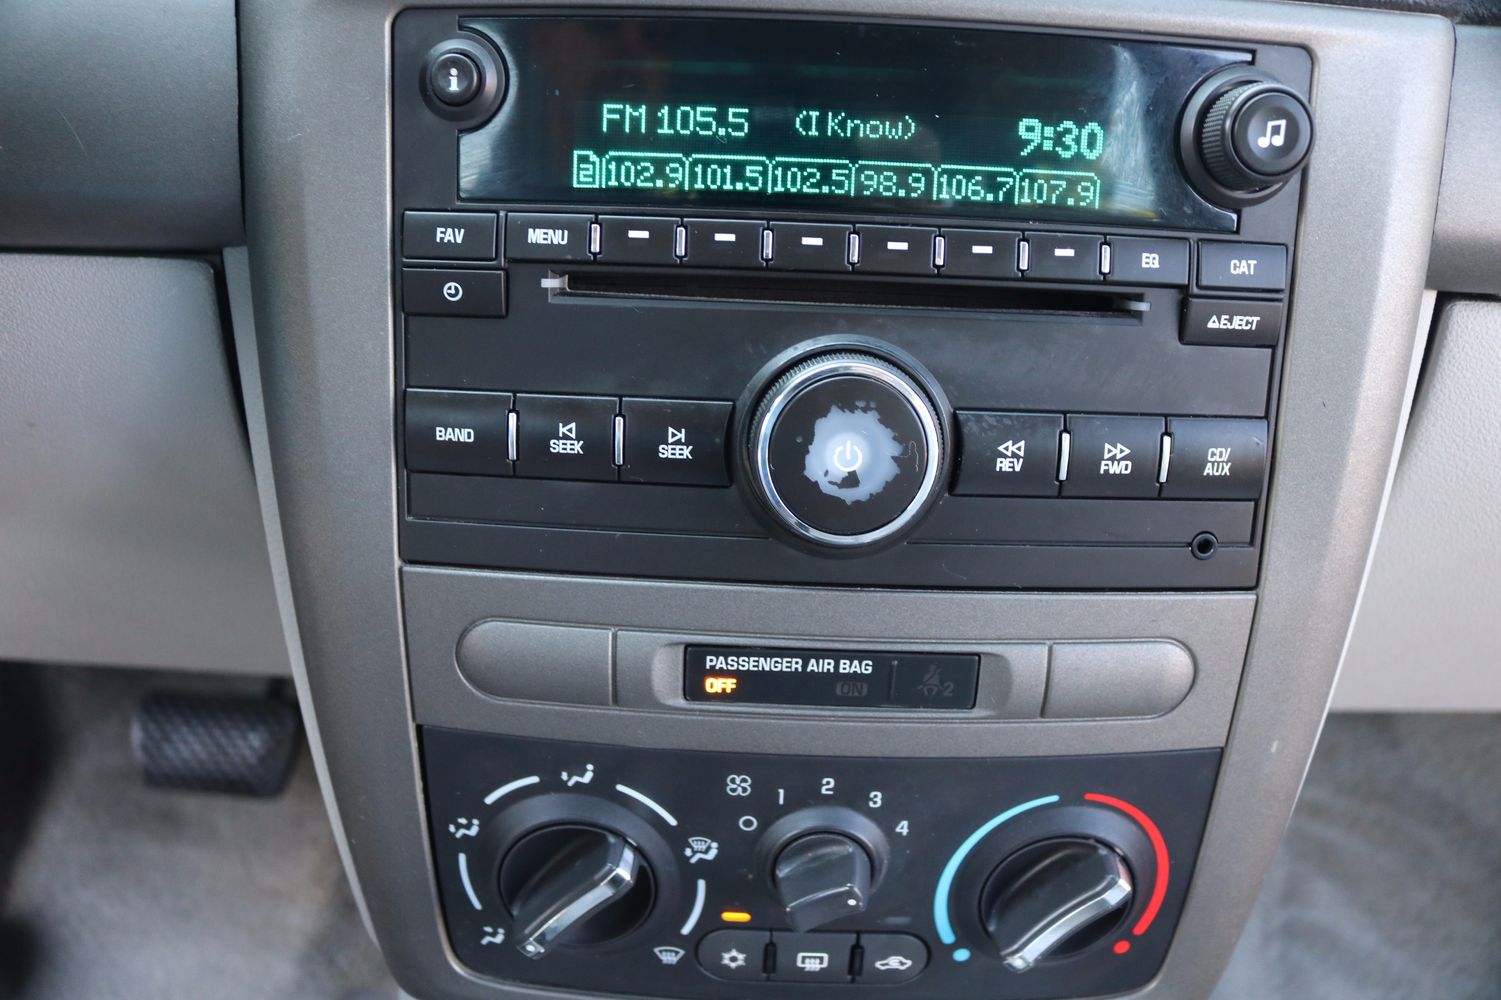 i
FM 105.5 (I Know) 9:30
2 102.9 101.5 102.5 98.9 106.7 107.9
FAV MENU EQ CAT
EJECT
BAND SEEK SEEK REV FWD CD/
AUX
PASSENGER AIR BAG
OFF ON 2
1 2 3 4